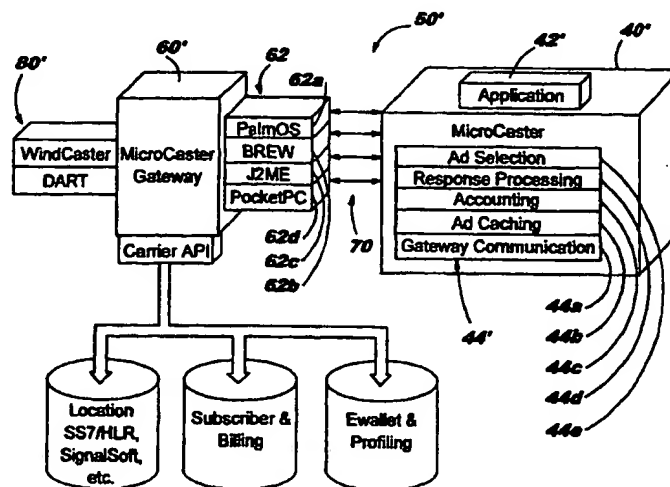 50'
40'
60'
62
42'
80'
62a
Application
PalmOS
MicroCaster
WindCaster
MicroCaster
Gateway
BREW
Ad Selection
DART
J2ME
Response Processing
PocketPC
Accounting
Ad Caching
Carrier API
62d
70
Gateway Communication
62c
62b
44'
44a
44b
44c
44d
44e
Location
SS7/HLR,
SignalSoft,
etc.
Subscriber &
Billing
Ewallet
& Profiling